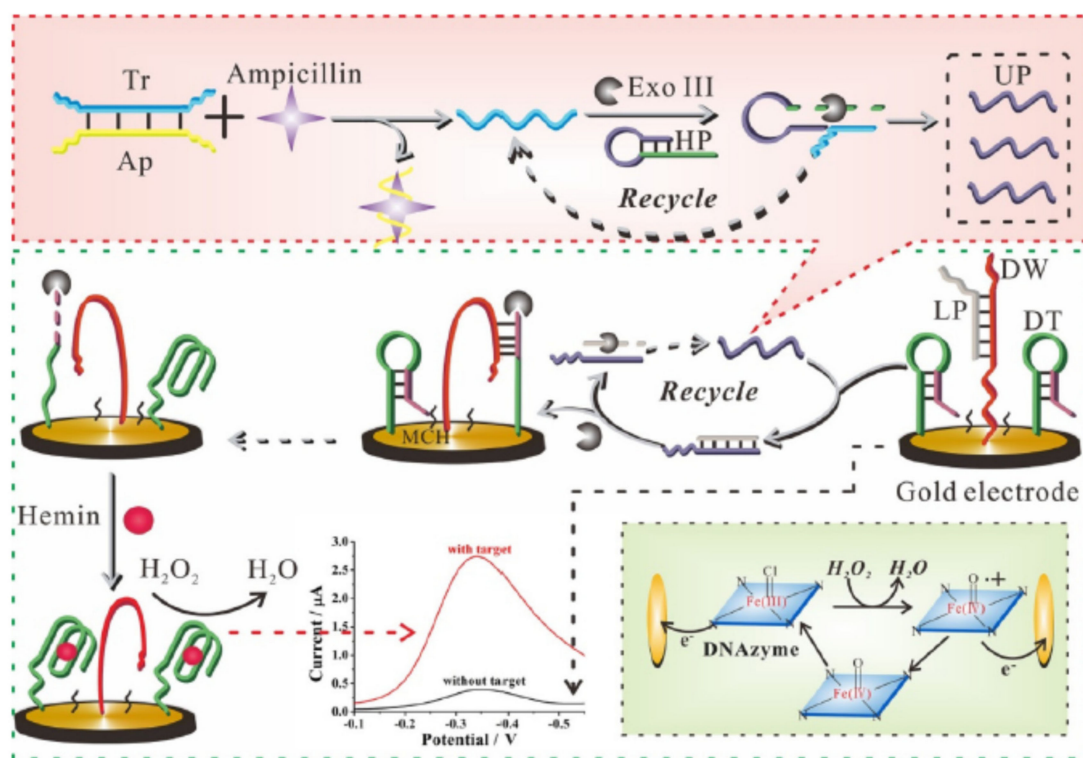 Tr
Ampicillin
Exo III
UP
HP
Ap
Recycle
DW
LP
DT
Recycle
MCH
Gold electrode
Hemin
H2O2
H2O
with target
without target
Current / μA
3.0
2.5
2.0
1.5
1.0
0.5
0.0
-0.1
-0.2
-0.3
-0.4
-0.5
Potential / V
Cl
N
N
Fe(III)
N
N
H2O2
H2O
O ·+
N
N
Fe(IV)
N
N
e-
DNAzyme
e-
O
N
N
Fe(IV)
N
N